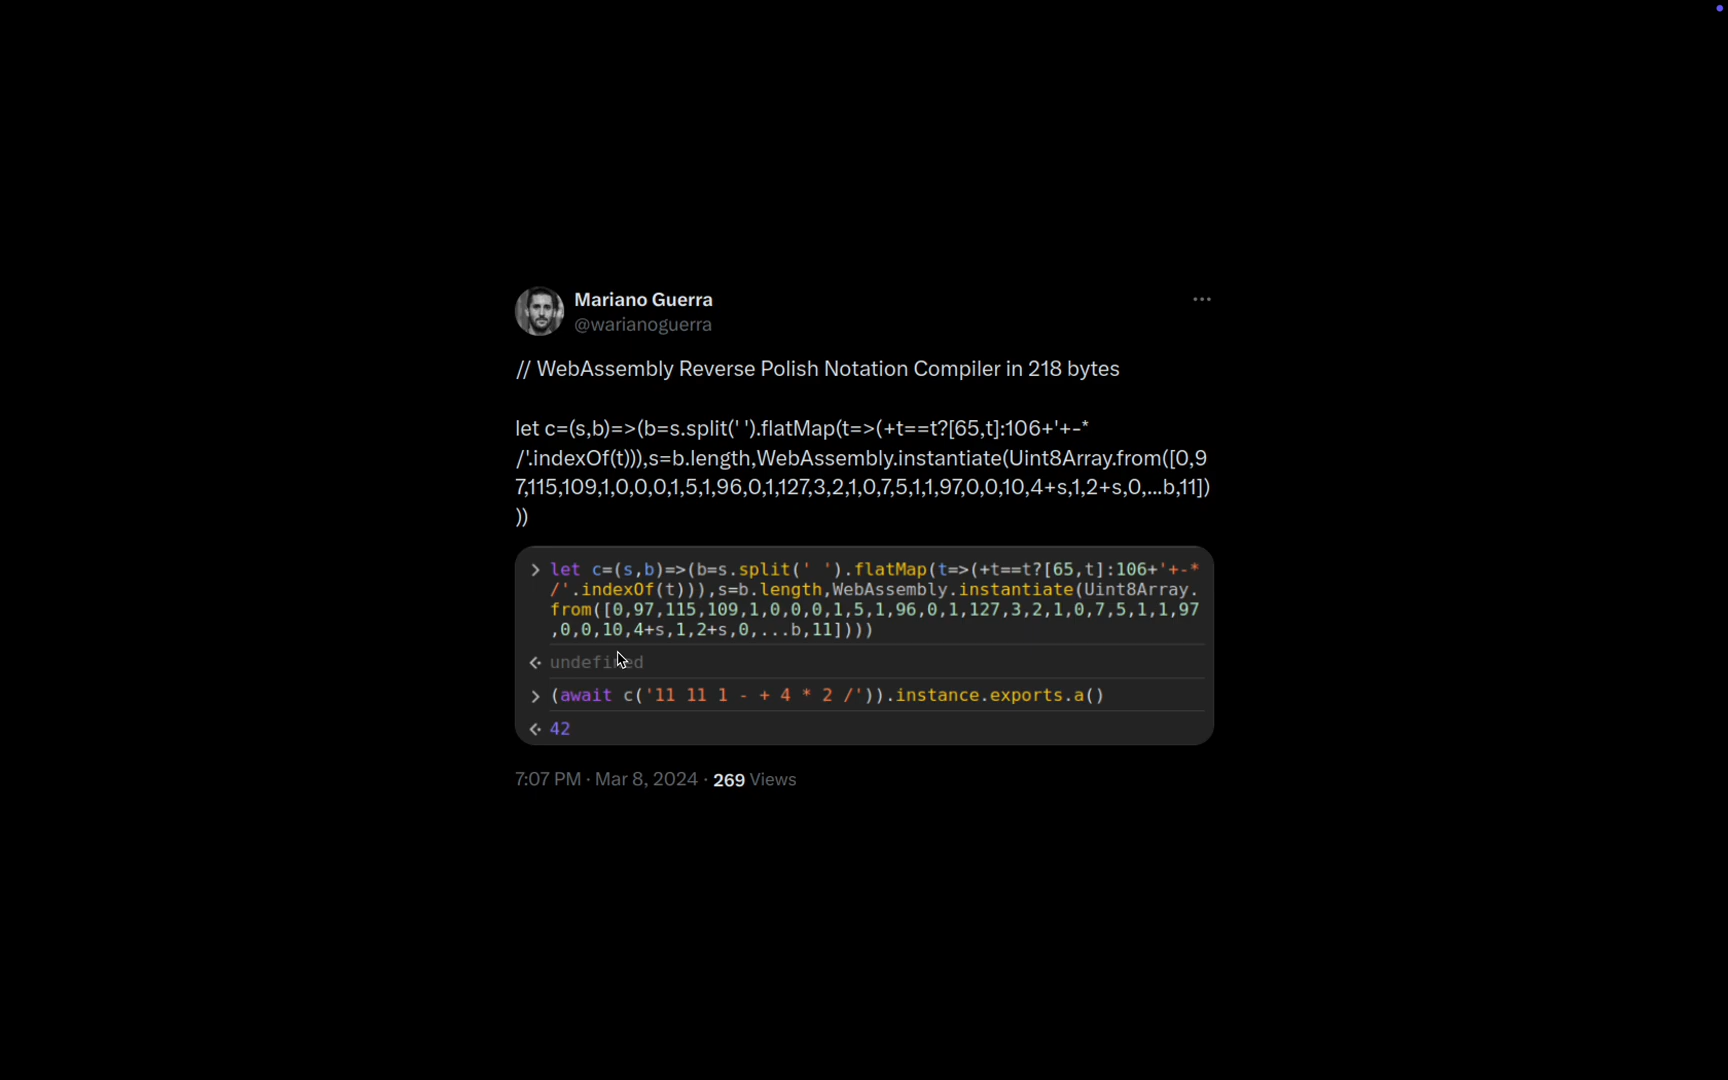 Mariano Guerra
@warianoguerra
// WebAssembly Reverse Polish Notation Compiler in 218 bytes
let c=(s,b)=>(b=s.split(' ').flatMap(t=>(+t==t?[65,t]:106+'+-*
/'.indexOf(t))),s=b.length,WebAssembly.instantiate(Uint8Array.from([0,9
7,115,109,1,0,0,0,1,5,1,96,0,1,127,3,2,1,0,7,5,1,1,97,0,0,10,4+s,1,2+s,0,...b,11])
))
let c=(s,b)=>(b=s.split(' ').flatMap(t=>(+t==t?[65,t]:106+'+-*
/'.indexOf(t))),s=b.length,WebAssembly.instantiate(Uint8Array.
from([0,97,115,109,1,0,0,0,1,5,1,96,0,1,127,3,2,1,0,7,5,1,1,97
,0,0,10,4+s,1,2+s,0,...b,11])))
undefined
(await c('11 11 1 - + 4 * 2 /')).instance.exports.a()
42
7:07 PM · Mar 8, 2024 · 269 Views